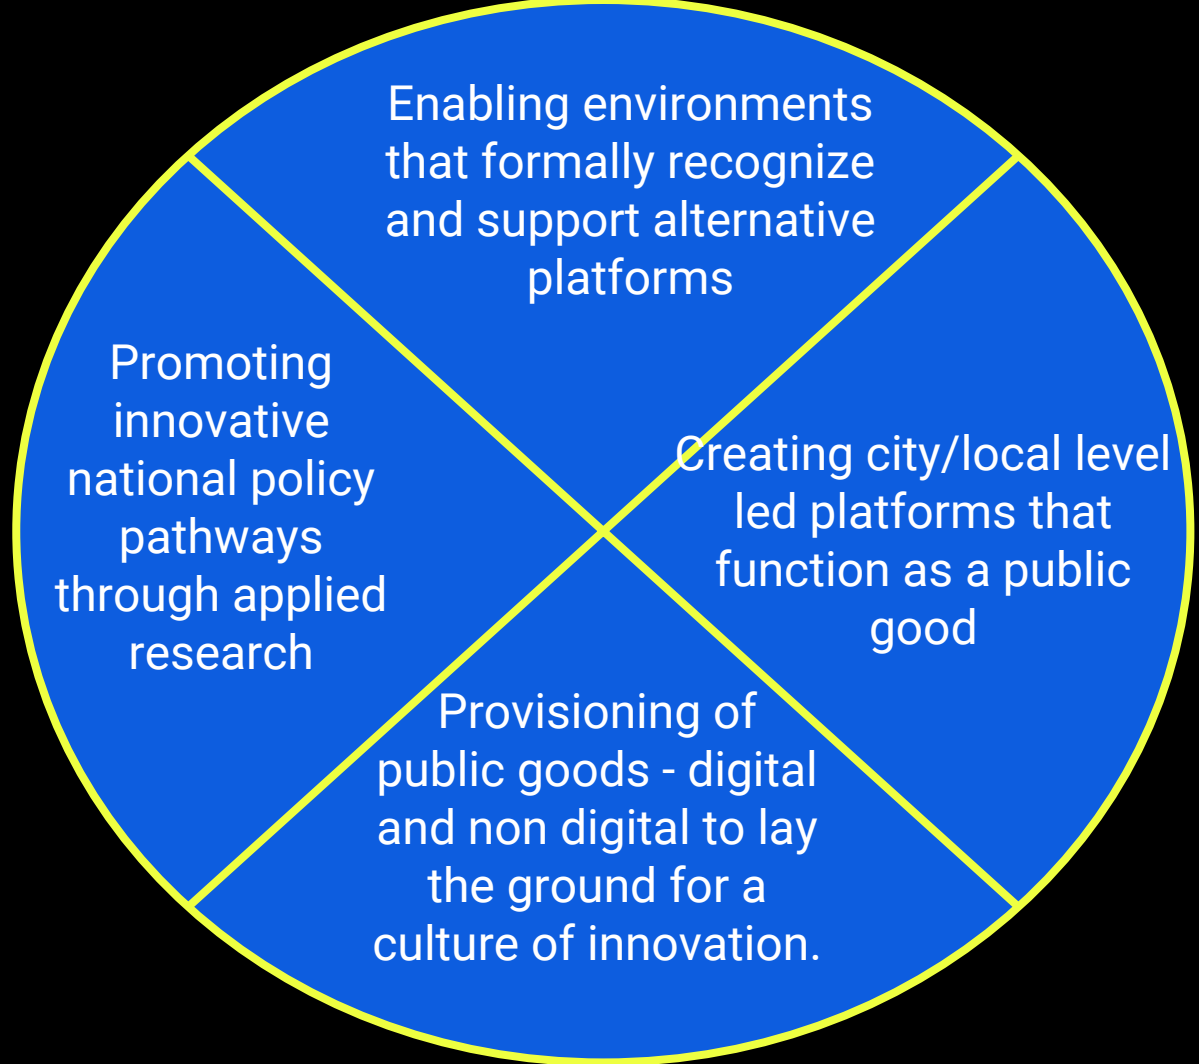 Enabling environments
that formally recognize
and support alternative
platforms
Promoting
innovative
national policy
pathways
through applied
research
Creating city/local level
led platforms that
function as a public
good
Provisioning of
public goods - digital
and non digital to lay
the ground for a
culture of innovation.